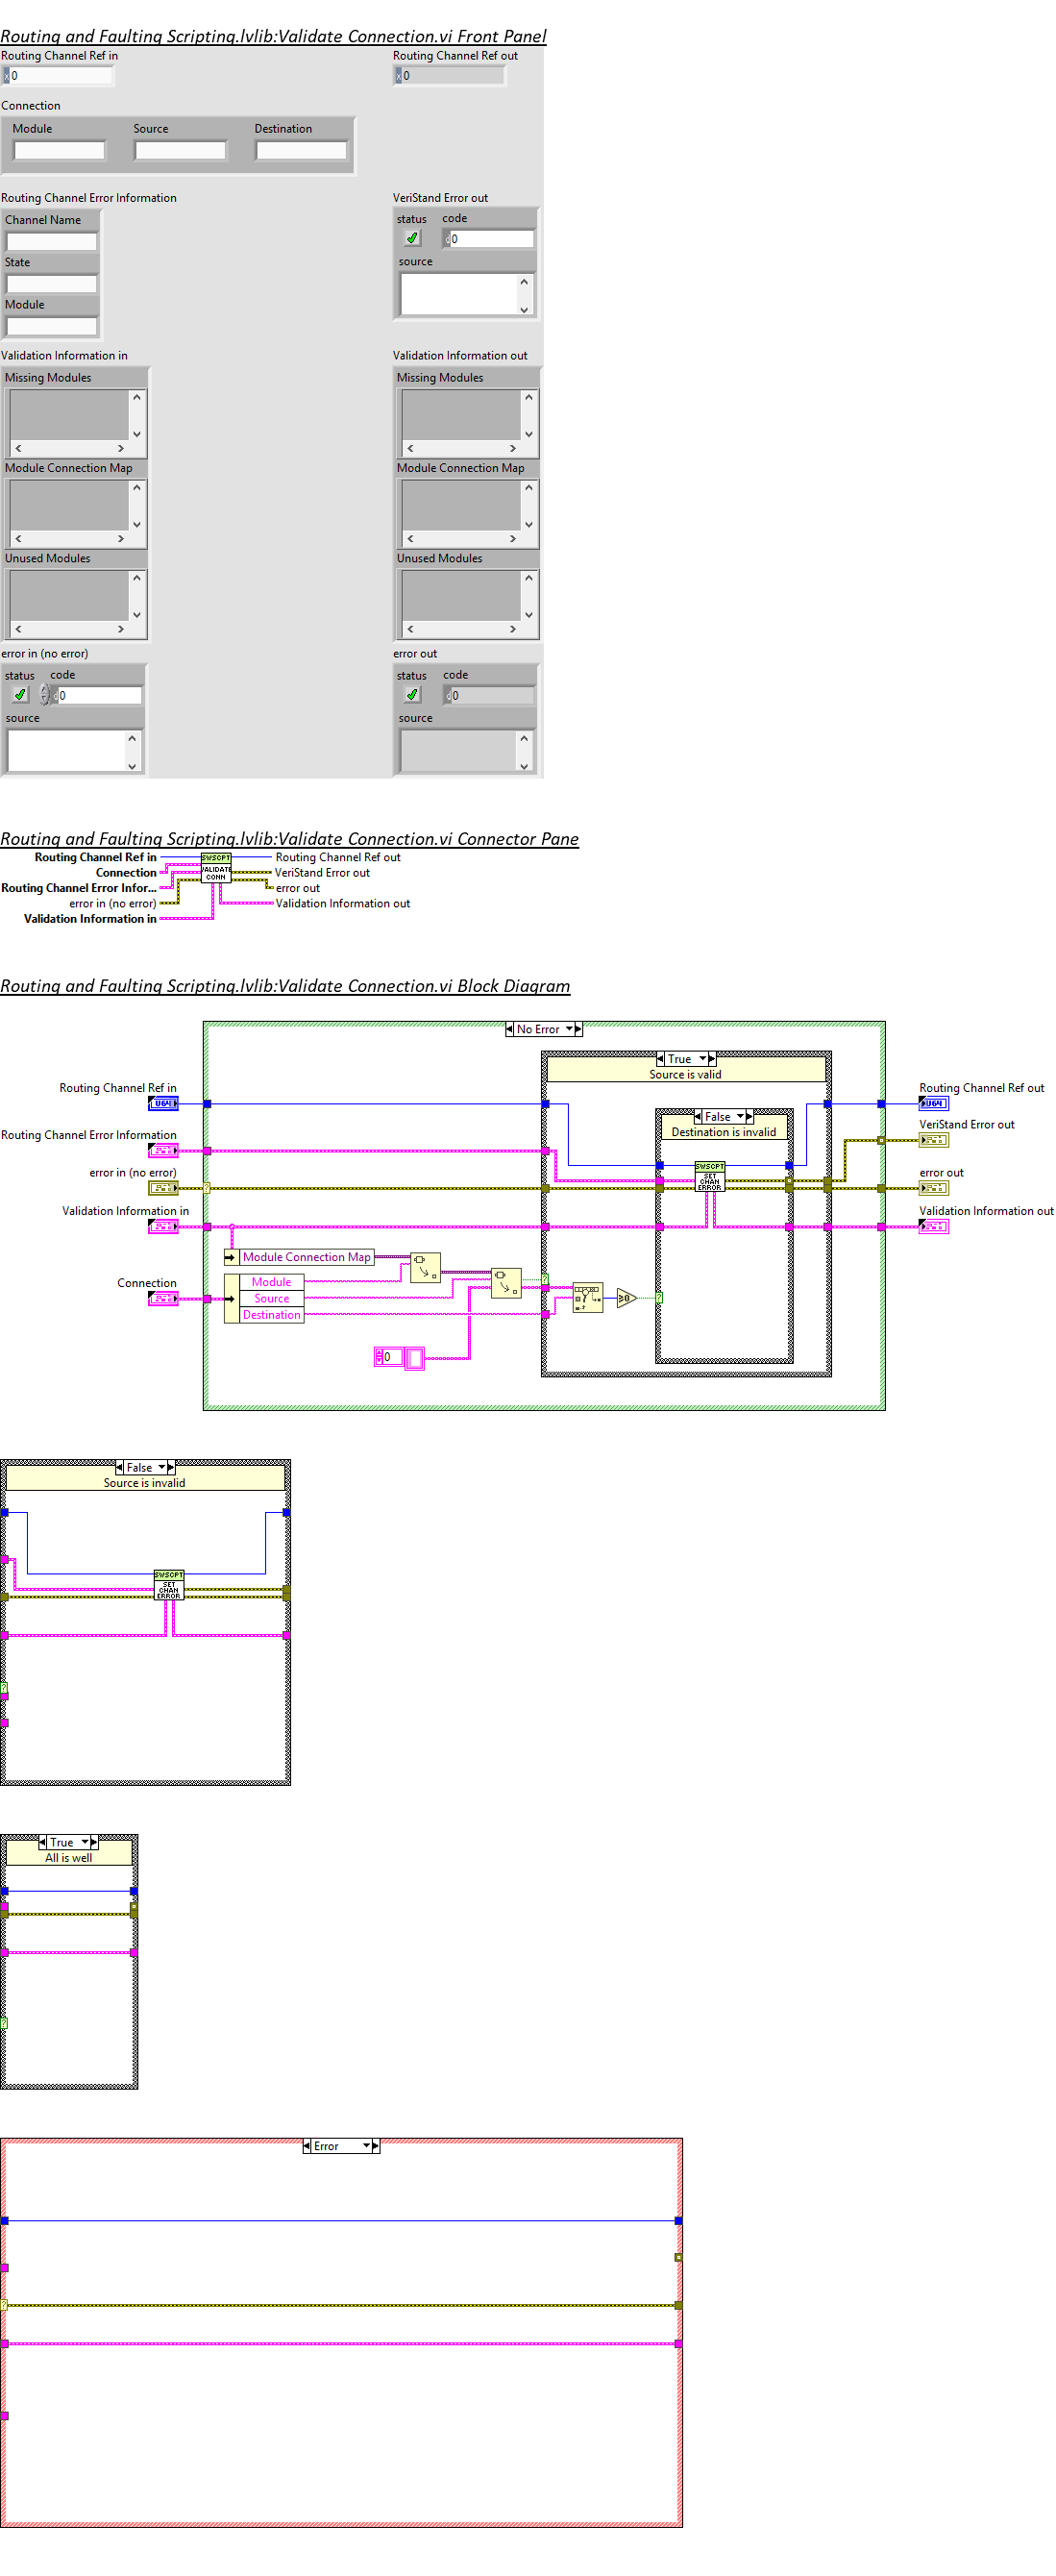 Routing and Faulting Scripting.lvlib:Validate Connection.vi Front Panel
Routing Channel Ref in
Routing Channel Ref out
x 0
x 0
Connection
Module
Source
Destination
Routing Channel Error Information
VeriStand Error out
Channel Name
status
code
d 0
State
source
Module
Validation Information in
Validation Information out
Missing Modules
Missing Modules
Module Connection Map
Module Connection Map
Unused Modules
Unused Modules
error in (no error)
error out
status
code
status
code
d 0
d 0
source
source
Routing and Faulting Scripting.lvlib:Validate Connection.vi Connector Pane
Routing Channel Ref in
SWSCPT
Routing Channel Ref out
Connection
VALIDATE
VeriStand Error out
Routing Channel Error Infor...
CONN
error out
error in (no error)
Validation Information out
Validation Information in
Routing and Faulting Scripting.lvlib:Validate Connection.vi Block Diagram
No Error
True
Source is valid
Routing Channel Ref in
U64
Routing Channel Ref out
U64
False
Destination is invalid
VeriStand Error out
Routing Channel Error Information
SWSCPT
SET
CHAN
ERROR
error in (no error)
?
error out
Validation Information in
Validation Information out
Module Connection Map
Connection
Module
Source
Destination
?
≥0
?
0
False
Source is invalid
SWSCPT
SET
CHAN
ERROR
?
True
All is well
?
Error
?